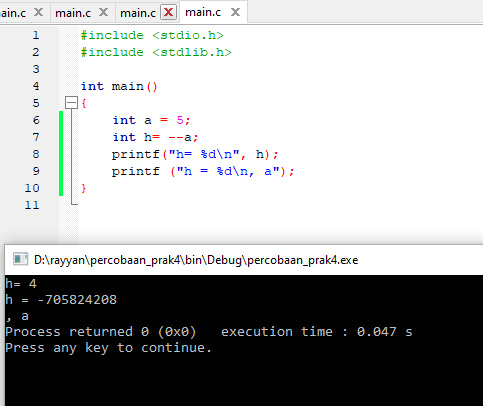 ain.c X main.c X main.c X main.c X
1 #include <stdio.h>
2 #include <stdlib.h>
3
4 int main()
5 {
6 int a = 5;
7 int h= --a;
8 printf("h= %d\n", h);
9 printf ("h = %d\n, a");
10 }
11
D:\rayyan\percobaan_prak4\bin\Debug\percobaan_prak4.exe
h= 4
h = -705824208
, a
Process returned 0 (0x0)   execution time : 0.047 s
Press any key to continue.